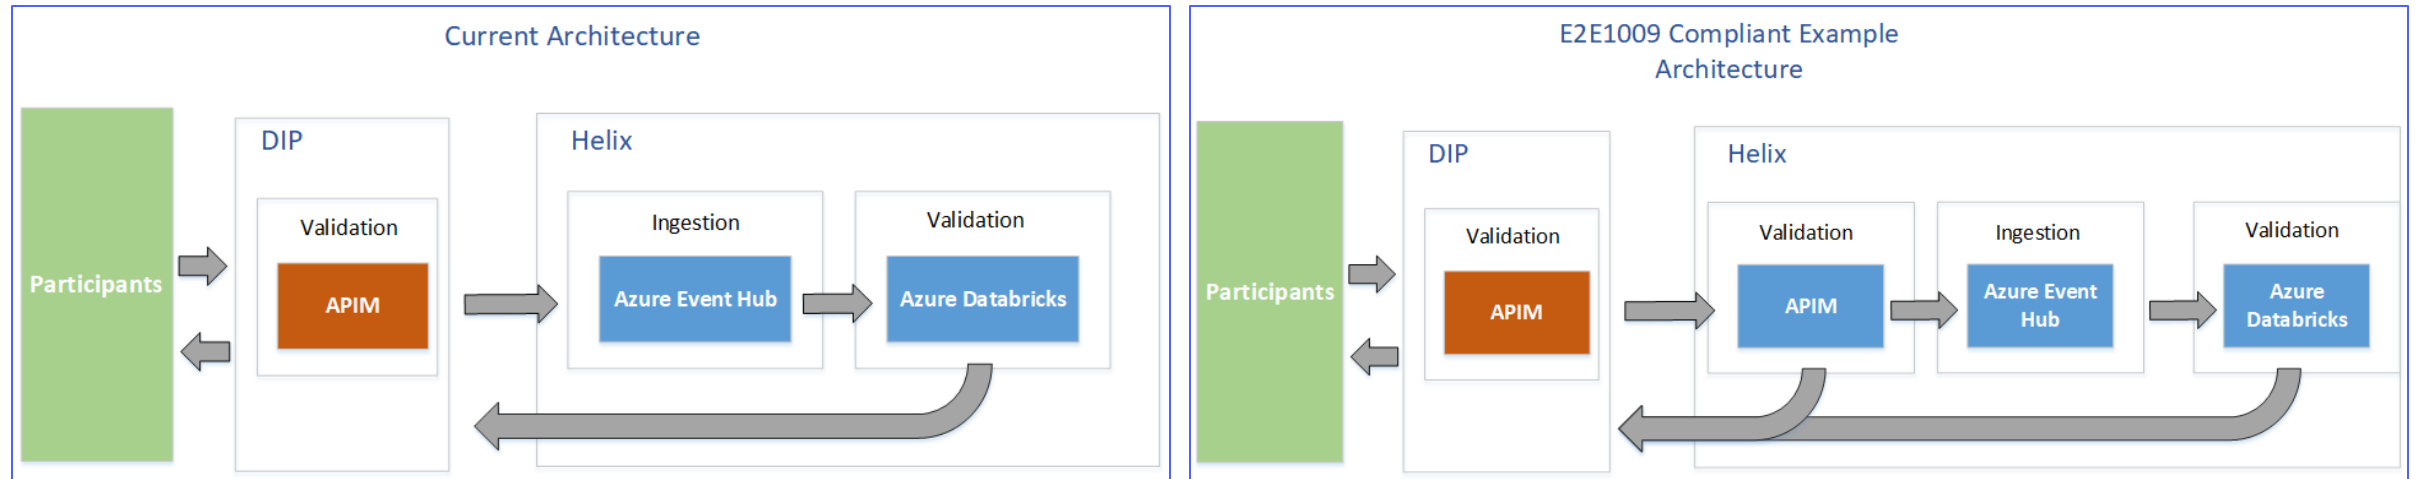 Current Architecture
Participants
DIP
Validation
APIM
Helix
Ingestion
Azure Event Hub
Validation
Azure Databricks
E2E1009 Compliant Example
Architecture
Participants
DIP
Validation
APIM
Helix
Validation
APIM
Ingestion
Azure Event
Hub
Validation
Azure
Databricks